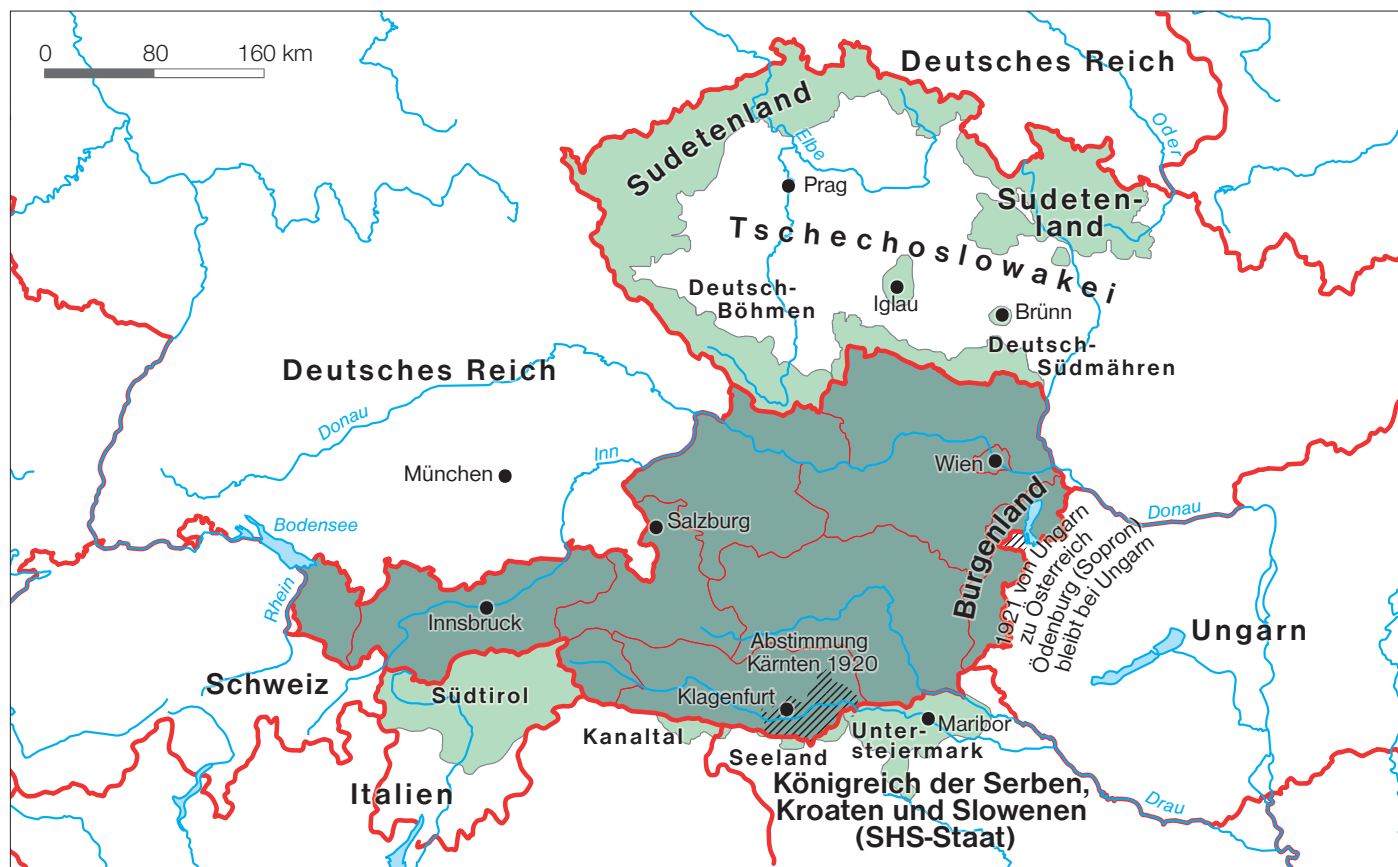 0 80 160 km
Deutsches Reich
Sudetenland
Elbe
Oder
Prag
Sudeten-
land
Tschechoslowakei
Deutsch-
Böhmen
Iglau
Brünn
Deutsch-
Südmähren
Deutsches Reich
Donau
München
Inn
Wien
Bodensee
Salzburg
Burgenland
Donau
1921 von Ungarn
zu Österreich
Ödenburg (Sopron)
bleibt bei Ungarn
Rhein
Innsbruck
Abstimmung
Kärnten 1920
Ungarn
Schweiz
Südtirol
Klagenfurt
Kanaltal
Seeland
Unter-
steiermark
Maribor
Italien
Königreich der Serben,
Kroaten und Slowenen
(SHS-Staat)
Drau